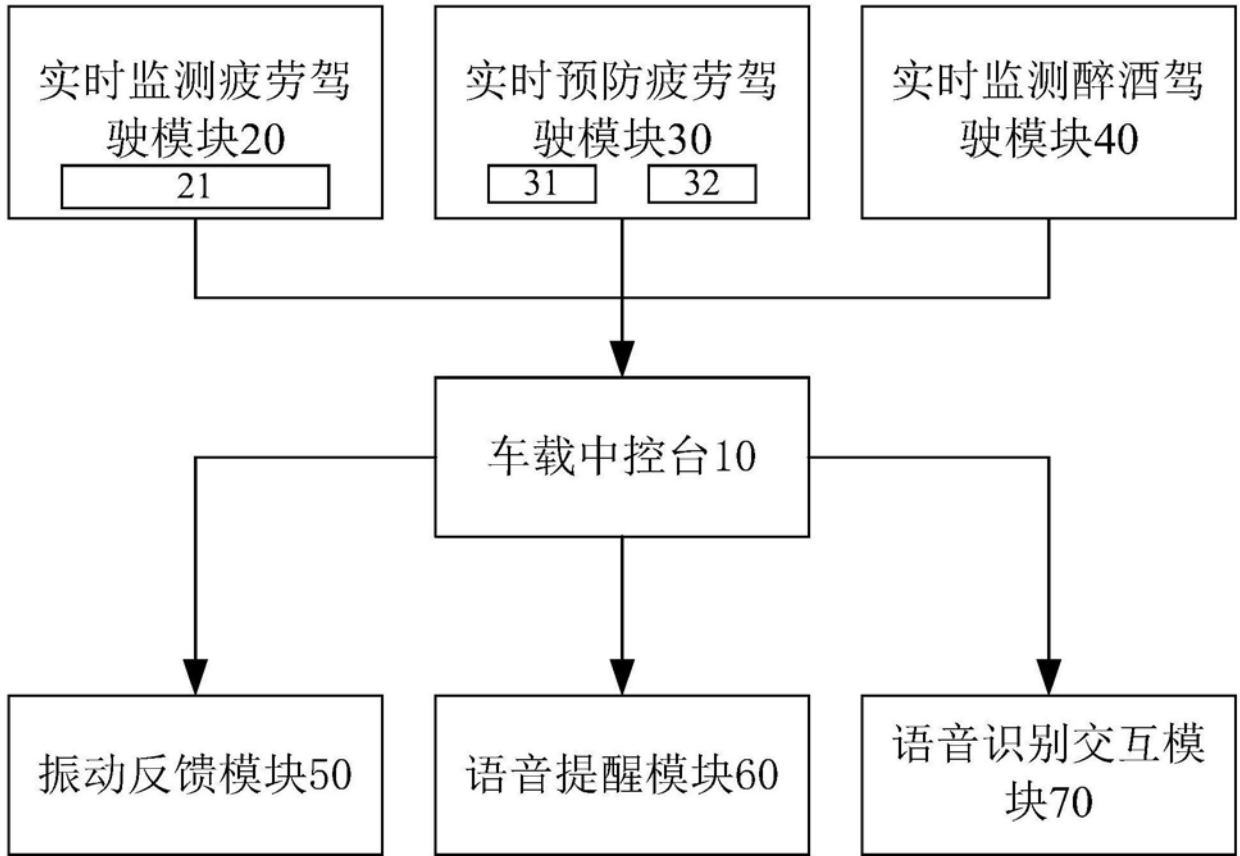 实时监测疲劳驾
驶模块20
21
实时预防疲劳驾
驶模块30
31
32
实时监测醉酒驾
驶模块40
车载中控台10
振动反馈模块50
语音提醒模块60
语音识别交互模
块70